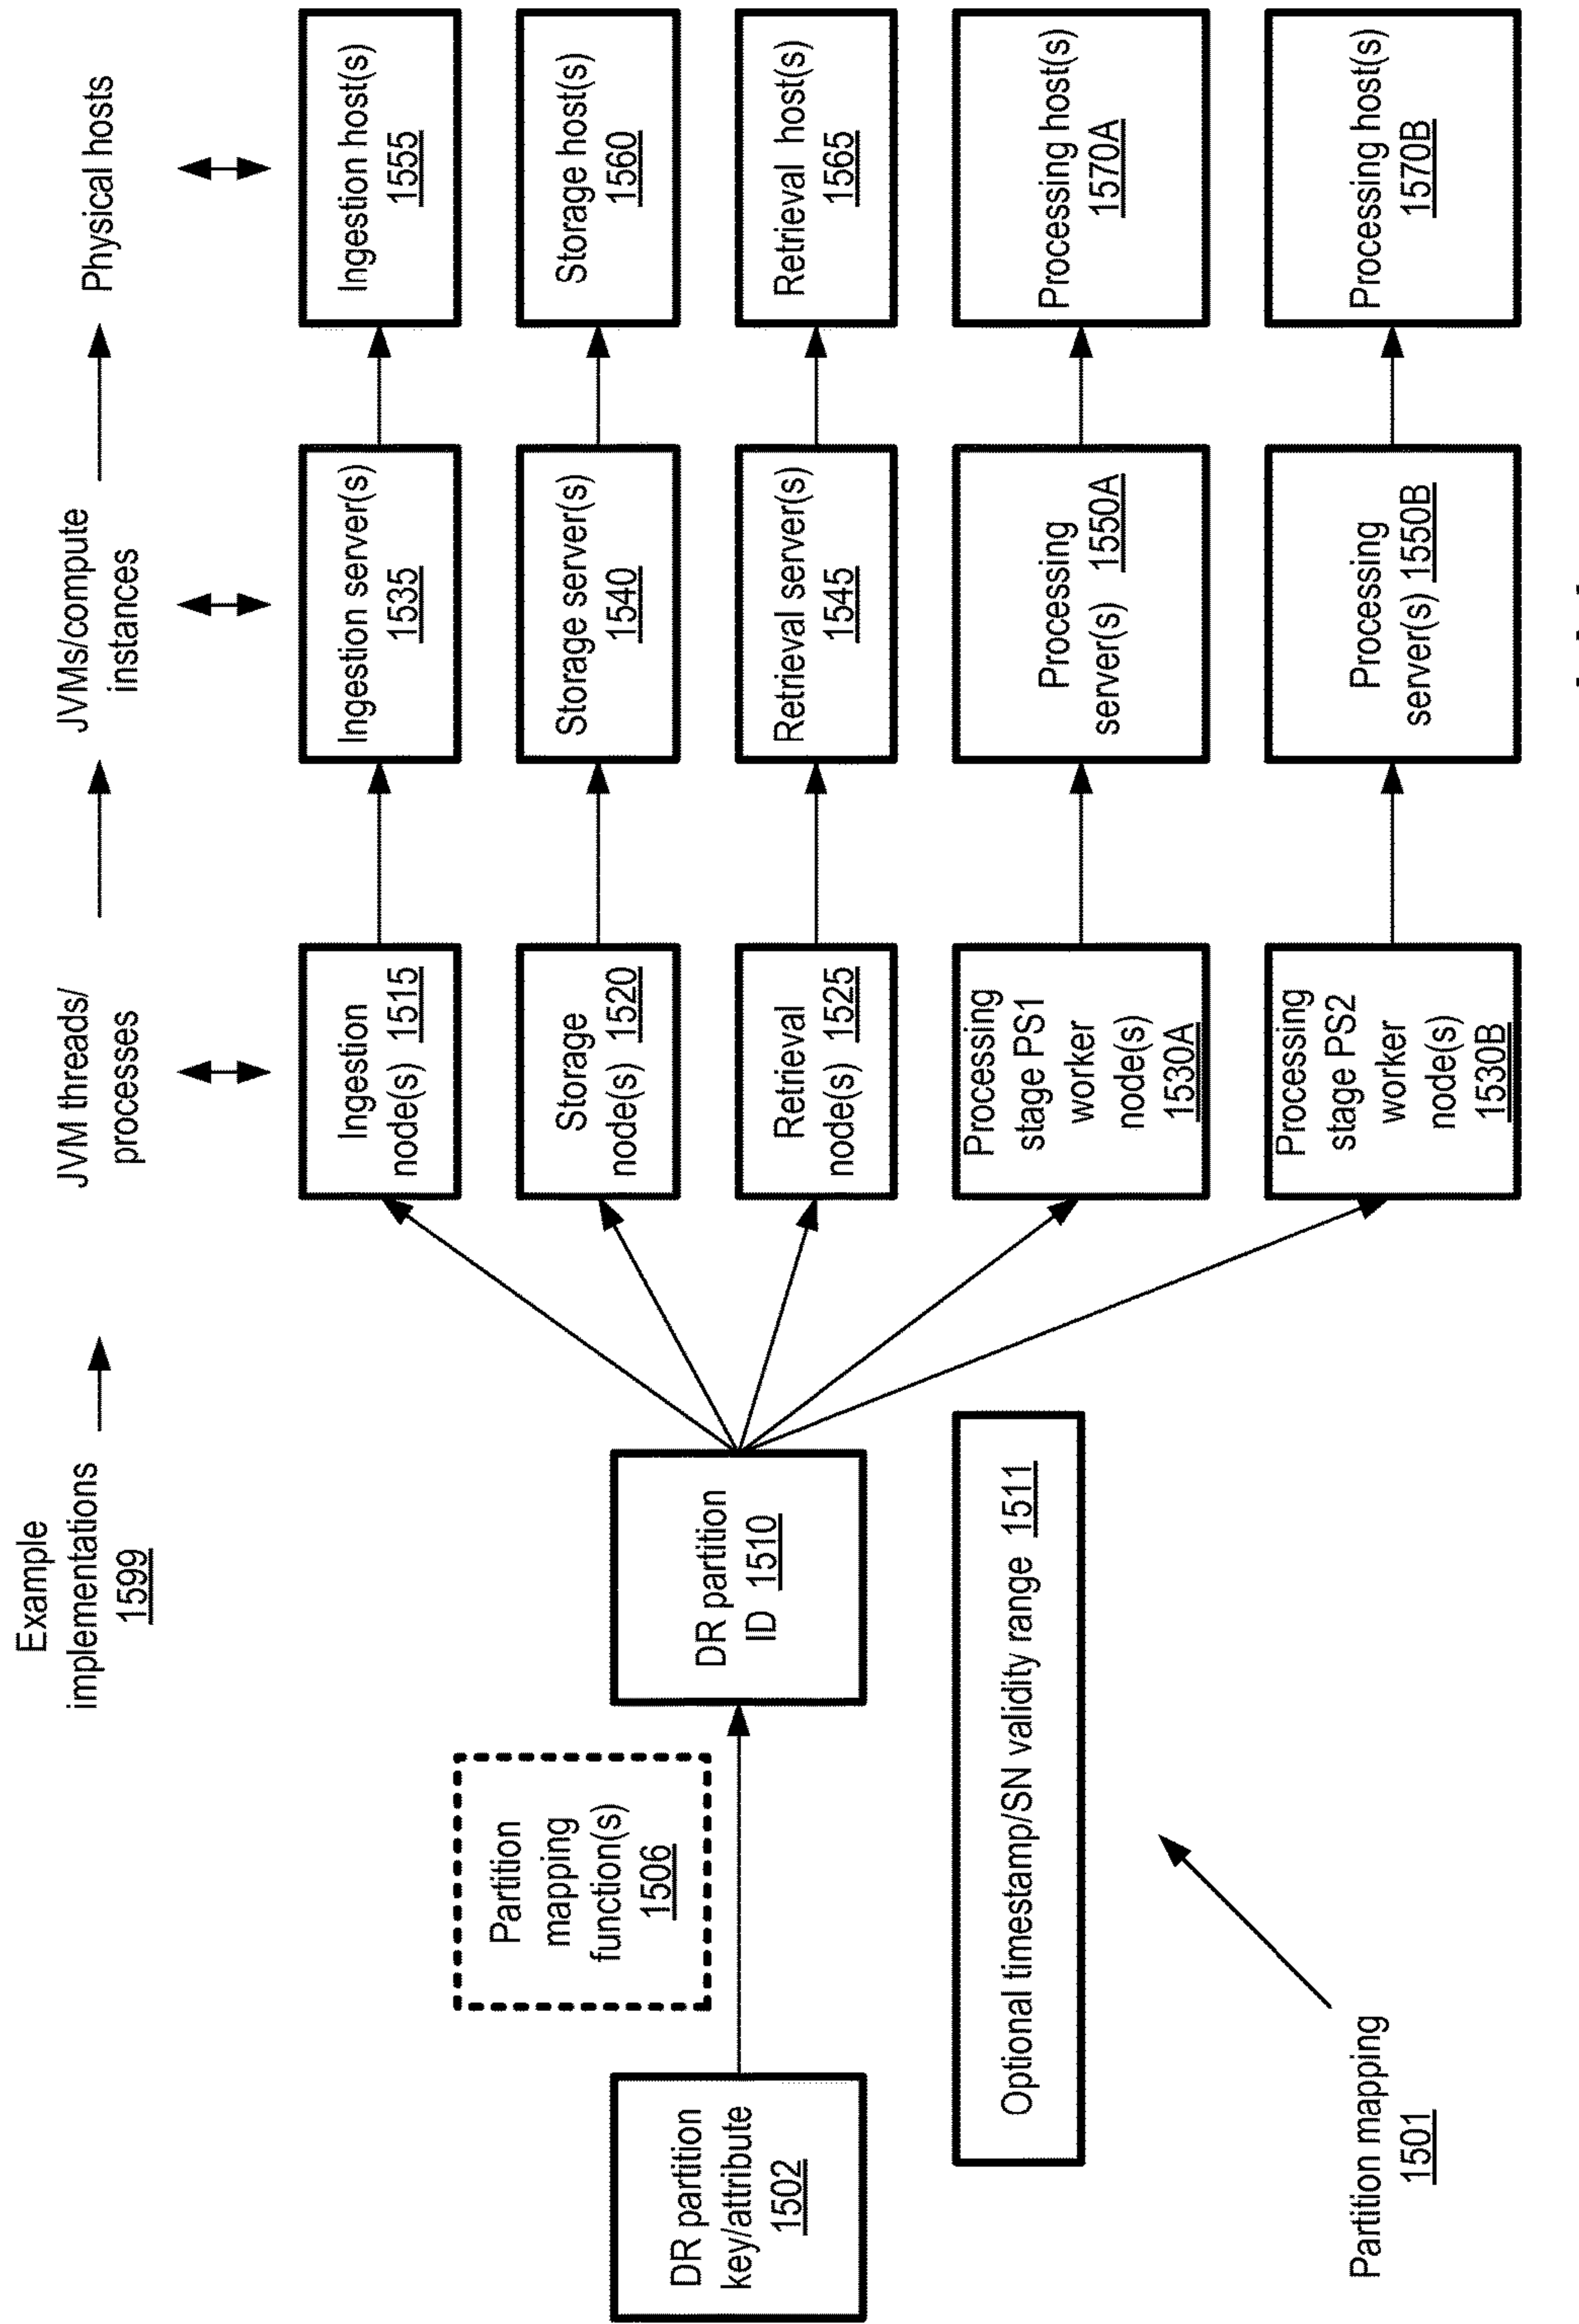 Example
implementations
1599
JVM threads/
processes
JVMs/compute
instances
Physical hosts
DR partition
key/attribute
1502
Partition
mapping
function(s)
1506
DR partition
ID 1510
Optional timestamp/SN validity range 1511
Partition mapping
1501
Ingestion
node(s) 1515
Ingestion server(s)
1535
Ingestion host(s)
1555
Storage
node(s) 1520
Storage server(s)
1540
Storage host(s)
1560
Retrieval
node(s) 1525
Retrieval server(s)
1545
Retrieval host(s)
1565
Processing
stage PS1
worker
node(s)
1530A
Processing
server(s) 1550A
Processing host(s)
1570A
Processing
stage PS2
worker
node(s)
1530B
Processing
server(s) 1550B
Processing host(s)
1570B